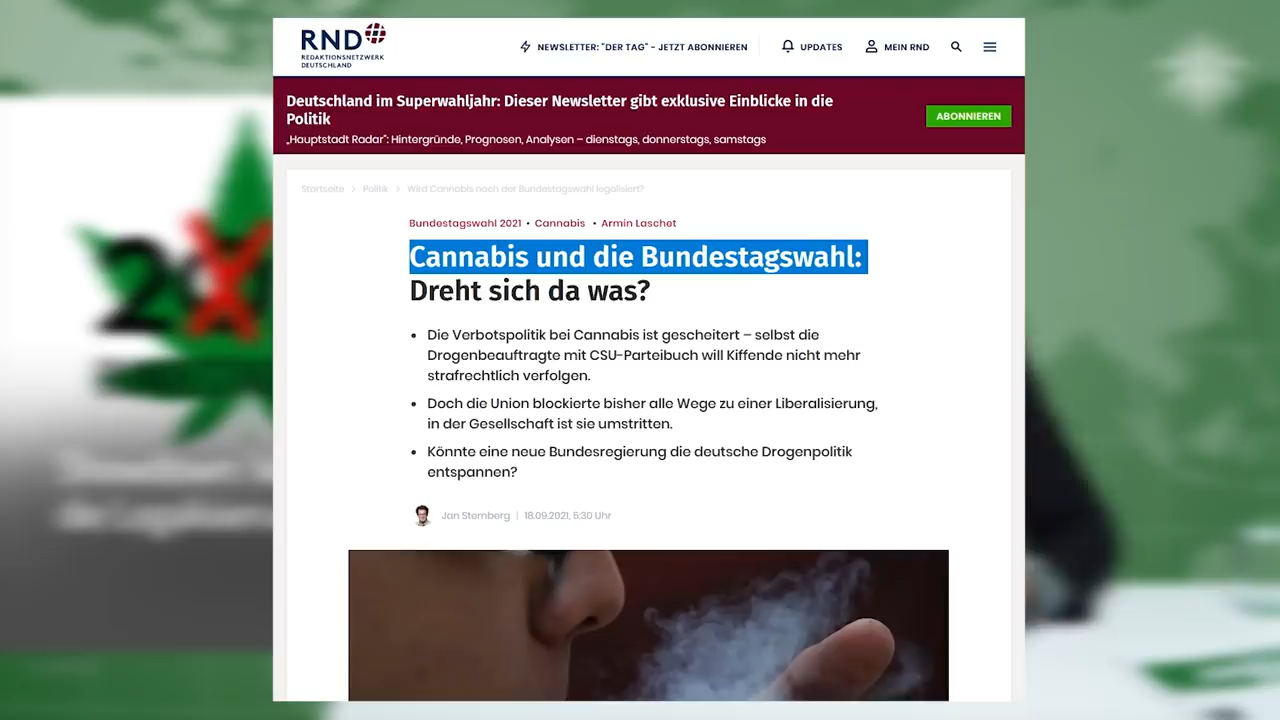 RND
REDAKTIONSNETZWERK
DEUTSCHLAND
NEWSLETTER: "DER TAG" - JETZT ABONNIEREN
UPDATES
MEIN RND
Deutschland im Superwahljahr: Dieser Newsletter gibt exklusive Einblicke in die
Politik
„Hauptstadt Radar": Hintergründe, Prognosen, Analysen – dienstags, donnerstags, samstags
ABONNIEREN
Startseite > Politik > Wird Cannabis nach der Bundestagswahl legalisiert?
Bundestagswahl 2021 • Cannabis • Armin Laschet
Cannabis und die Bundestagswahl:
Dreht sich da was?
• Die Verbotspolitik bei Cannabis ist gescheitert – selbst die
Drogenbeauftragte mit CSU-Parteibuch will Kiffende nicht mehr
strafrechtlich verfolgen.
• Doch die Union blockierte bisher alle Wege zu einer Liberalisierung,
in der Gesellschaft ist sie umstritten.
• Könnte eine neue Bundesregierung die deutsche Drogenpolitik
entspannen?
Jan Sternberg | 18.09.2021, 5:30 Uhr